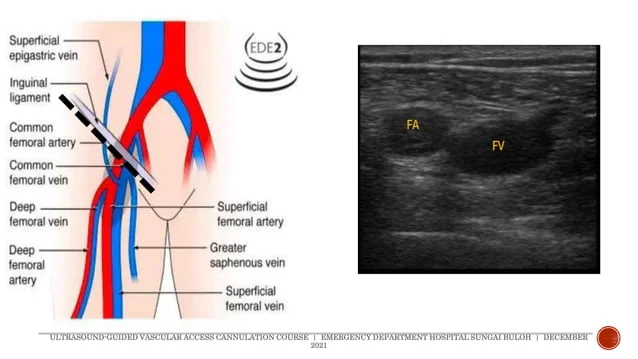 Superficial
epigastric vein
Inguinal
ligament
Common
femoral artery
Common
femoral vein
Deep
femoral vein
Deep
femoral
artery
EDE2
Superficial
femoral artery
Greater
saphenous vein
Superficial
femoral vein
FA
FV
ULTRASOUND-GUIDED VASCULAR ACCESS CANNULATION COURSE | EMERGENCY DEPARTMENT HOSPITAL SUNGAI BULOH | DECEMBER
2021